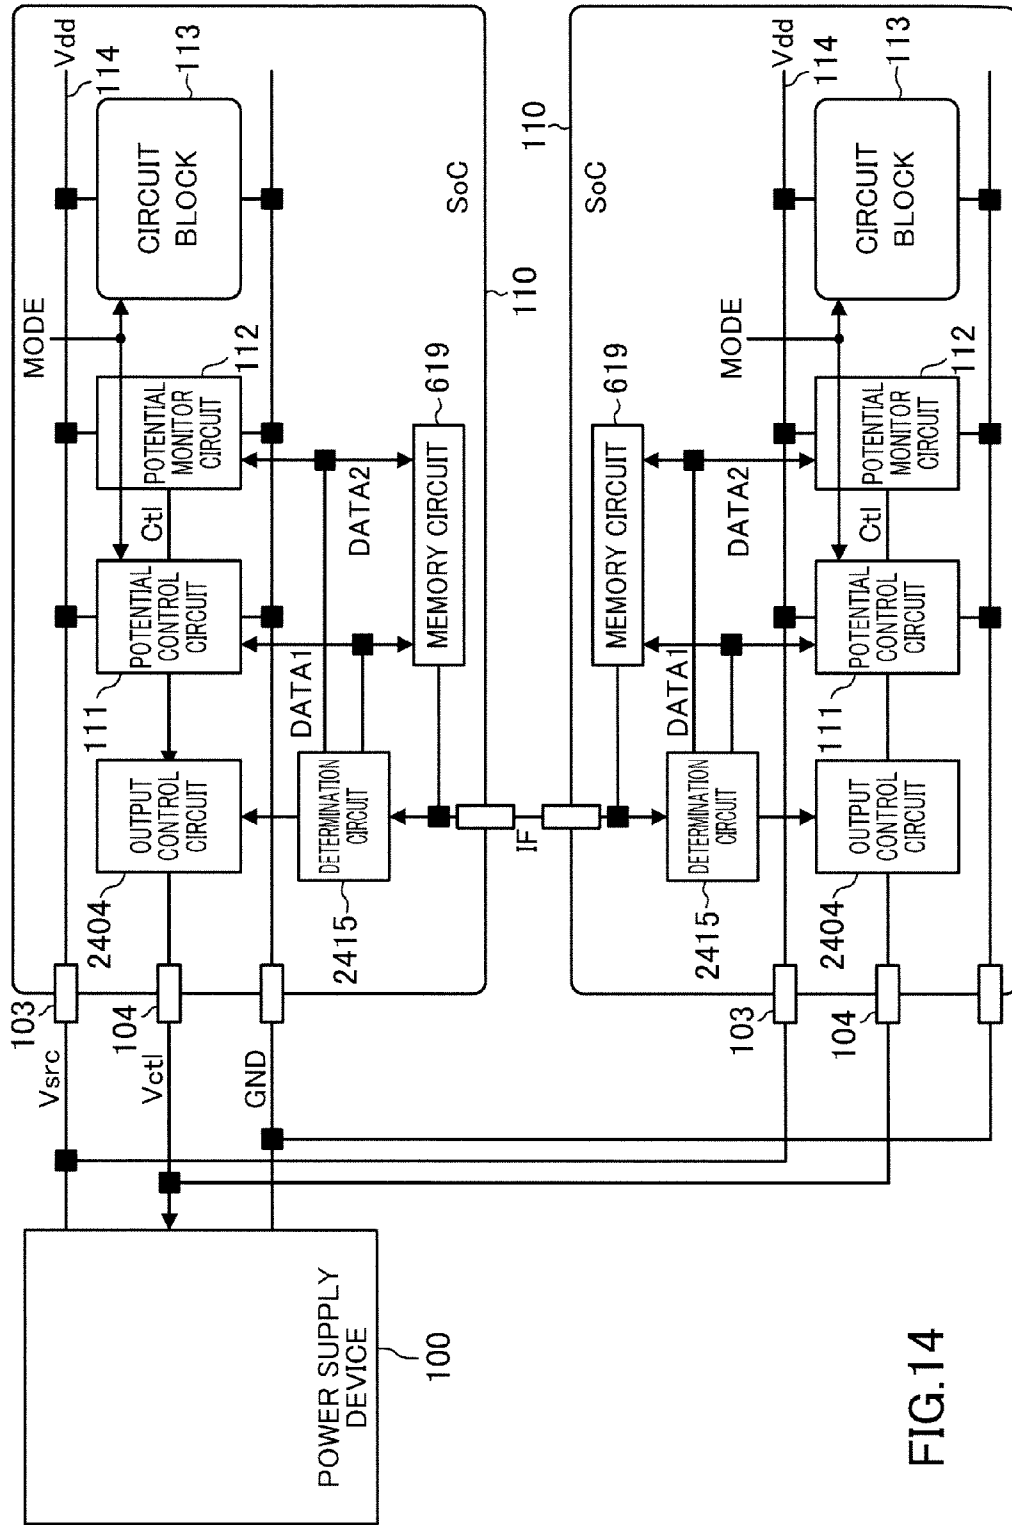 POWER SUPPLY
DEVICE
100
Vsrc
Vctl
GND
103
104
2404
OUTPUT
CONTROL
CIRCUIT
111
POTENTIAL
CONTROL
CIRCUIT
Ctl
POTENTIAL
MONITOR
CIRCUIT
112
MODE
CIRCUIT
BLOCK
113
114
Vdd
DETERMINATION
CIRCUIT
2415
DATA1
DATA2
MEMORY CIRCUIT
619
SoC
110
IF
110
SoC
MEMORY CIRCUIT
619
DATA1
DATA2
DETERMINATION
CIRCUIT
2415
MODE
Vdd
114
CIRCUIT
BLOCK
113
POTENTIAL
MONITOR
CIRCUIT
112
Ctl
POTENTIAL
CONTROL
CIRCUIT
111
OUTPUT
CONTROL
CIRCUIT
2404
103
104
FIG.14